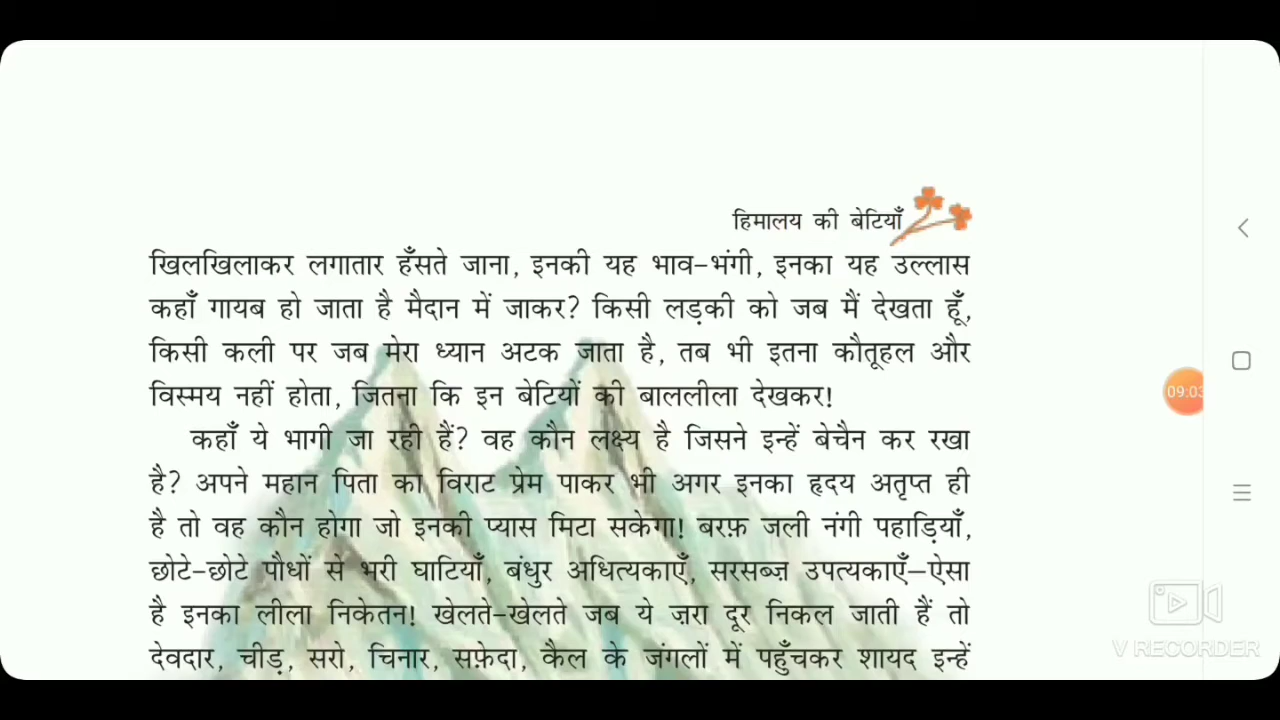 हिमालय की बेटियाँ
खिलखिलाकर लगातार हँसते जाना, इनकी यह भाव-भंगी, इनका यह उल्लास
कहाँ गायब हो जाता है मैदान में जाकर? किसी लड़की को जब मैं देखता हूँ,
किसी कली पर जब मेरा ध्यान अटक जाता है, तब भी इतना कौतूहल और
विस्मय नहीं होता, जितना कि इन बेटियों की बाललीला देखकर!
कहाँ ये भागी जा रही हैं? वह कौन लक्ष्य है जिसने इन्हें बेचैन कर रखा
है? अपने महान पिता का विराट प्रेम पाकर भी अगर इनका हृदय अतृप्त ही
है तो वह कौन होगा जो इनकी प्यास मिटा सकेगा! बरफ़ जली नंगी पहाड़ियाँ,
छोटे-छोटे पौधों से भरी घाटियाँ, बंधुर अधित्यकाएँ, सरसब्ज़ उपत्यकाएँ—ऐसा
है इनका लीला निकेतन! खेलते-खेलते जब ये ज़रा दूर निकल जाती हैं तो
देवदार, चीड़, सरो, चिनार, सफ़ेदा, कैल के जंगलों में पहुँचकर शायद इन्हें
09:03
V RECORDER